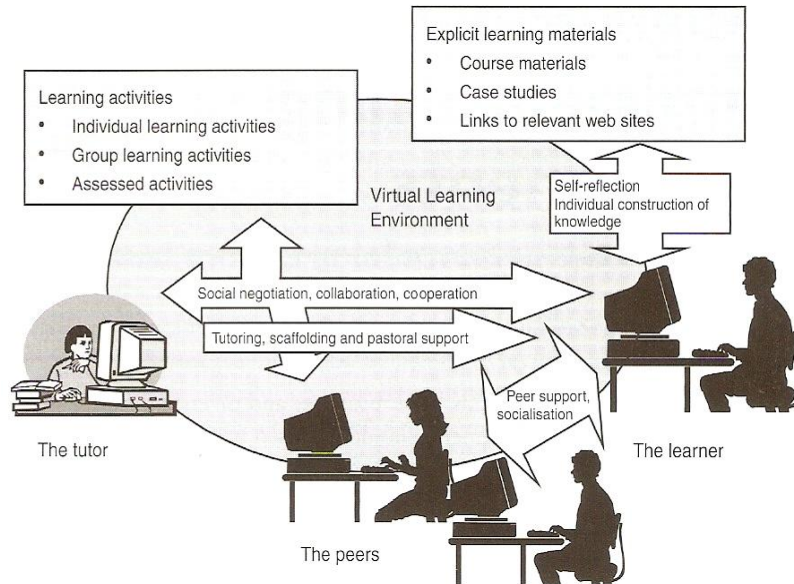 Explicit learning materials
• Course materials
• Case studies
• Links to relevant web sites
Learning activities
• Individual learning activities
• Group learning activities
• Assessed activities
Virtual Learning
Environment
Self-reflection
Individual construction of
knowledge
Social negotiation, collaboration, cooperation
Tutoring, scaffolding and pastoral support
Peer support,
socialisation
The tutor
The learner
The peers